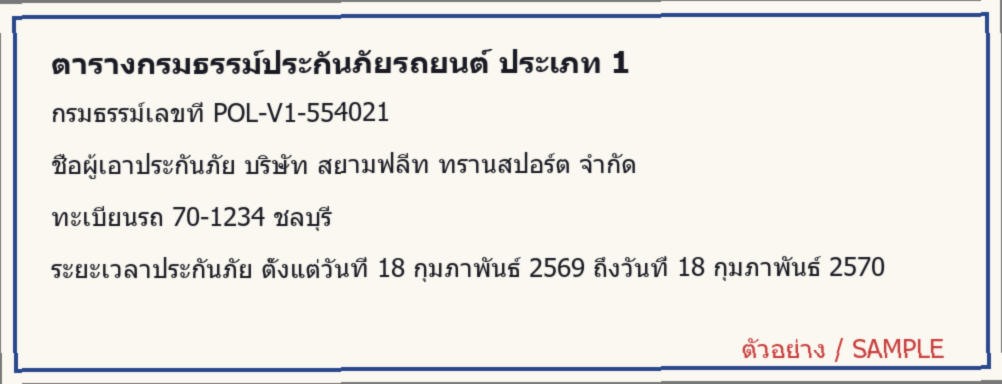 ตารางกรมธรรม์ประกันภัยรถยนต์ ประเภท 1
กรมธรรม์เลขที่ POL-V1-554021
ชื่อผู้เอาประกันภัย บริษัท สยามฟลีท ทรานสปอร์ต จำกัด
ทะเบียนรถ 70-1234 ชลบุรี
ระยะเวลาประกันภัย ตั้งแต่วันที่ 18 กุมภาพันธ์ 2569 ถึงวันที่ 18 กุมภาพันธ์ 2570
ตัวอย่าง / SAMPLE